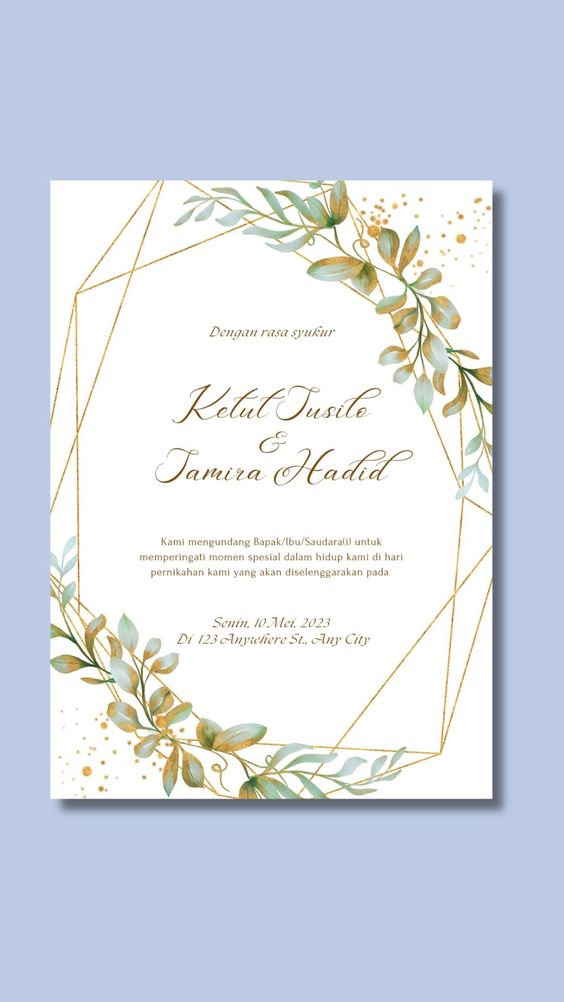 Dengan rasa syukur
Ketut Susilo
&
Tamira Hadid
Kami mengundang Bapak/Ibu/Saudara(i) untuk
memperingati momen spesial dalam hidup kami di hari
pernikahan kami yang akan diselenggarakan pada
Senin, 10 Mei, 2023
Di 123 Anywhere St., Any City